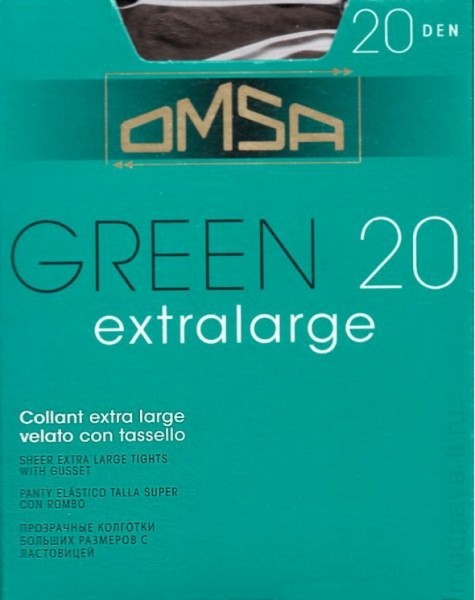 20 DEN
OMSA
GREEN 20
extralarge
Collant extra large
velato con tassello
SHEER EXTRA LARGE TIGHTS
WITH GUSSET
PANTY ELÁSTICO TALLA SUPER
CON ROMBO
ПРОЗРАЧНЫЕ КОЛГОТКИ
БОЛЬШИХ РАЗМЕРОВ С
ЛАСТОВИЦЕЙ